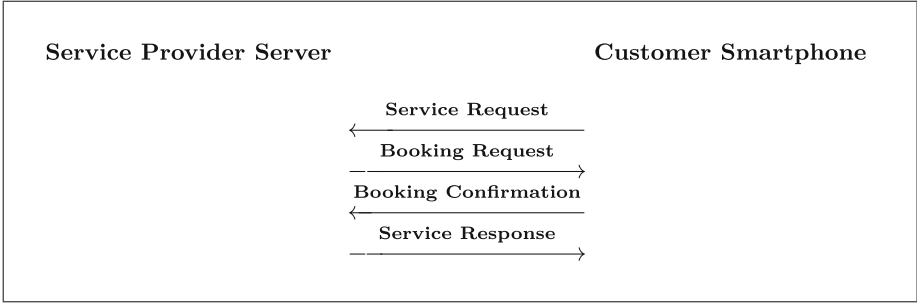 Service Provider Server Customer Smartphone
Service Request
Booking Request
Booking Confirmation
Service Response